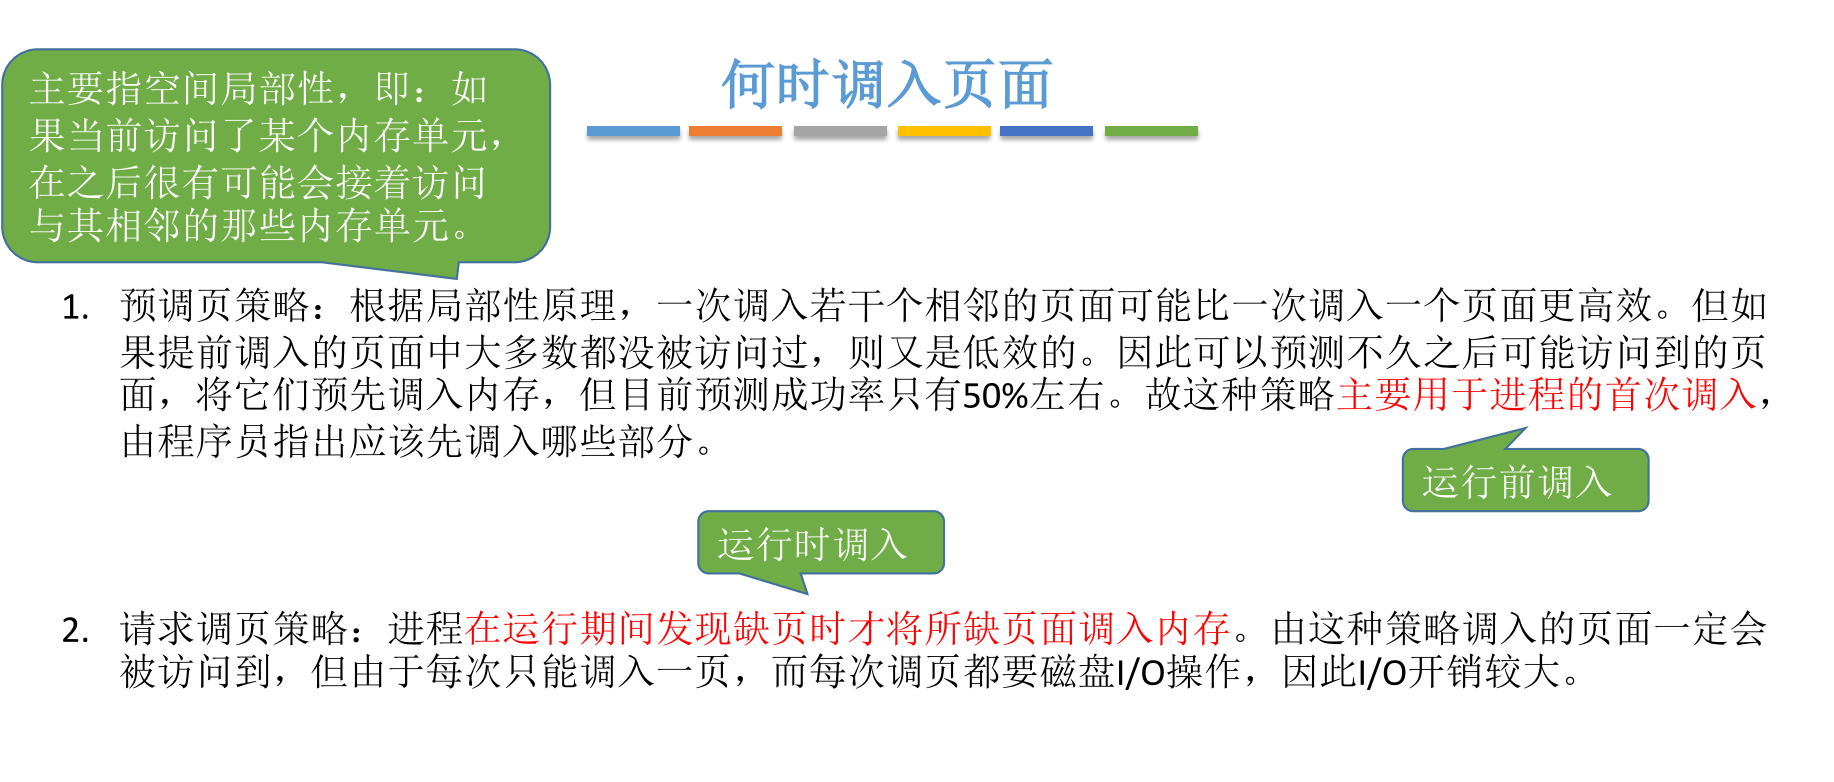 何时调入页面
主要指空间局部性，即：如
果当前访问了某个内存单元，
在之后很有可能会接着访问
与其相邻的那些内存单元。
1. 预调页策略：根据局部性原理，一次调入若干个相邻的页面可能比一次调入一个页面更高效。但如
果提前调入的页面中大多数都没被访问过，则又是低效的。因此可以预测不久之后可能访问到的页
面，将它们预先调入内存，但目前预测成功率只有50%左右。故这种策略主要用于进程的首次调入，
由程序员指出应该先调入哪些部分。
运行前调入
运行时调入
2. 请求调页策略：进程在运行期间发现缺页时才将所缺页面调入内存。由这种策略调入的页面一定会
被访问到，但由于每次只能调入一页，而每次调页都要磁盘I/O操作，因此I/O开销较大。